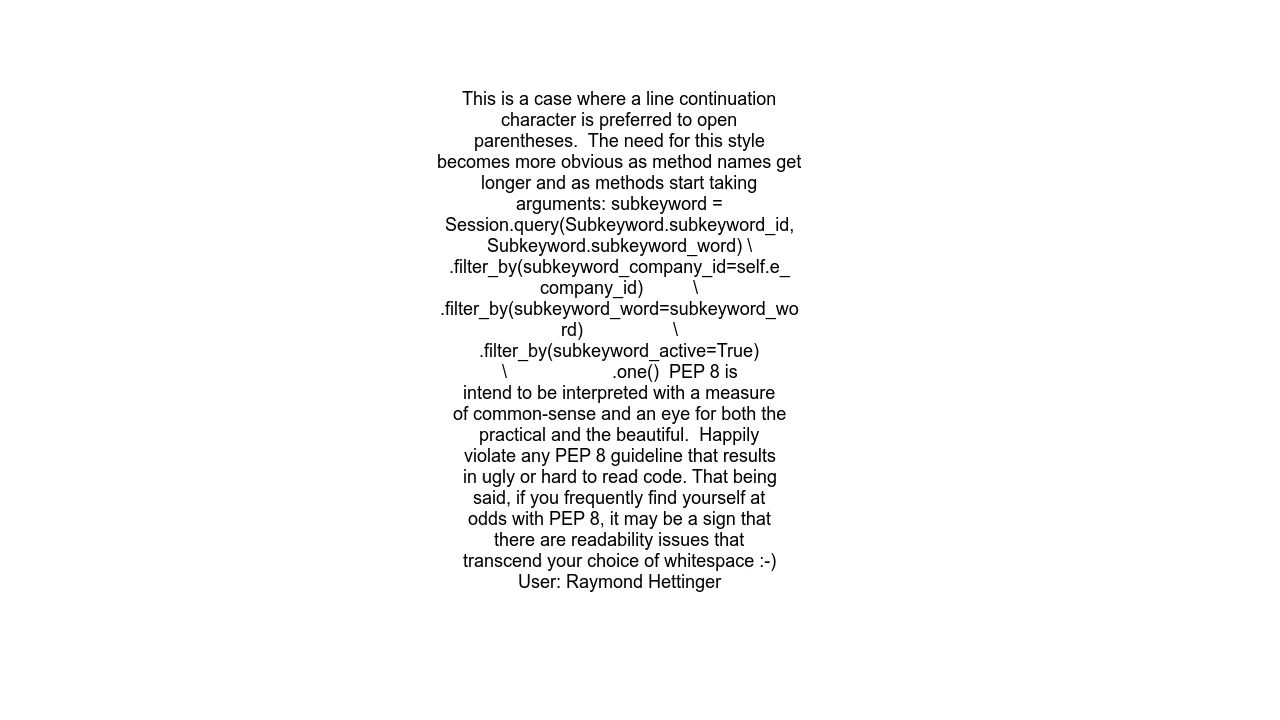 This is a case where a line continuation
character is preferred to open
parentheses.  The need for this style
becomes more obvious as method names get
longer and as methods start taking
arguments: subkeyword =
Session.query(Subkeyword.subkeyword_id,
Subkeyword.subkeyword_word) \
.filter_by(subkeyword_company_id=self.e_
company_id)          \
.filter_by(subkeyword_word=subkeyword_wo
rd)                  \
.filter_by(subkeyword_active=True)
\                     .one()  PEP 8 is
intend to be interpreted with a measure
of common-sense and an eye for both the
practical and the beautiful.  Happily
violate any PEP 8 guideline that results
in ugly or hard to read code. That being
said, if you frequently find yourself at
odds with PEP 8, it may be a sign that
there are readability issues that
transcend your choice of whitespace :-)
User: Raymond Hettinger